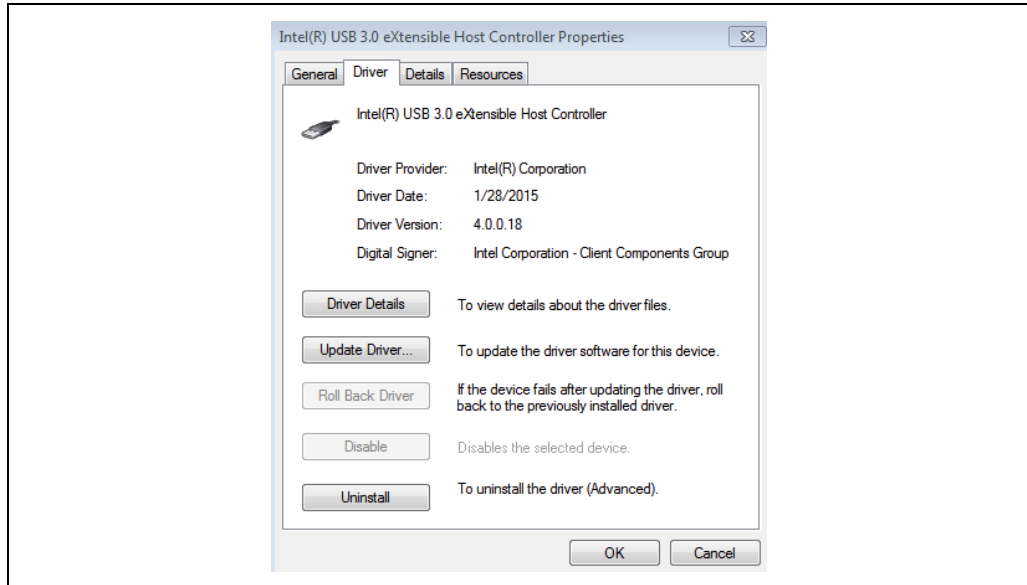 Intel(R) USB 3.0 eXtensible Host Controller Properties
General Driver Details Resources
Intel(R) USB 3.0 eXtensible Host Controller
Driver Provider: Intel(R) Corporation
Driver Date: 1/28/2015
Driver Version: 4.0.0.18
Digital Signer: Intel Corporation - Client Components Group
Driver Details To view details about the driver files.
Update Driver... To update the driver software for this device.
Roll Back Driver If the device fails after updating the driver, roll
back to the previously installed driver.
Disable Disables the selected device.
Uninstall To uninstall the driver (Advanced).
OK Cancel